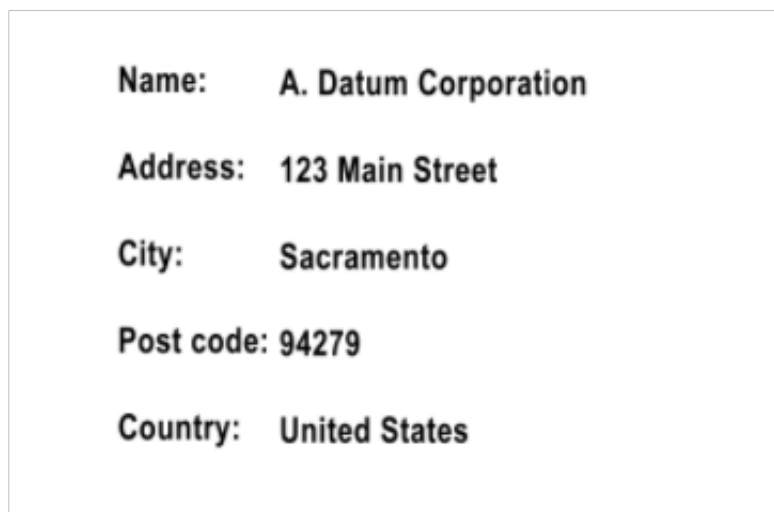 Name: A. Datum Corporation
Address: 123 Main Street
City: Sacramento
Post code: 94279
Country: United States